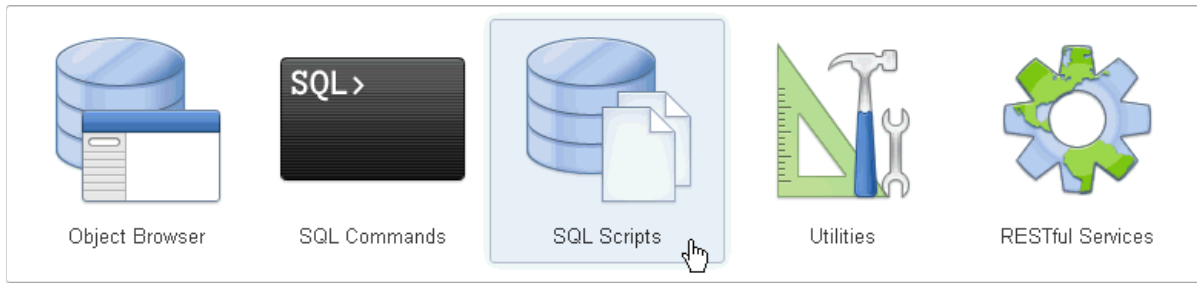 SQL>
Object Browser
SQL Commands
SQL Scripts
Utilities
RESTful Services